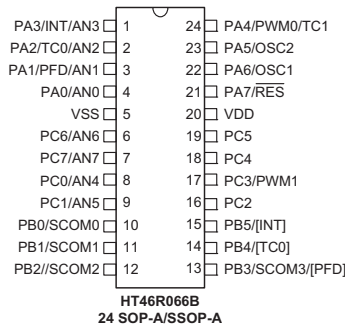 PA3/INT/AN3 1 24 PA4/PWM0/TC1
PA2/TC0/AN2 2 23 PA5/OSC2
PA1/PFD/AN1 3 22 PA6/OSC1
PA0/AN0 4 21 PA7/RES
VSS 5 20 VDD
PC6/AN6 6 19 PC5
PC7/AN7 7 18 PC4
PC0/AN4 8 17 PC3/PWM1
PC1/AN5 9 16 PC2
PB0/SCOM0 10 15 PB5/[INT]
PB1/SCOM1 11 14 PB4/[TC0]
PB2//SCOM2 12 13 PB3/SCOM3/[PFD]
HT46R066B
24 SOP-A/SSOP-A